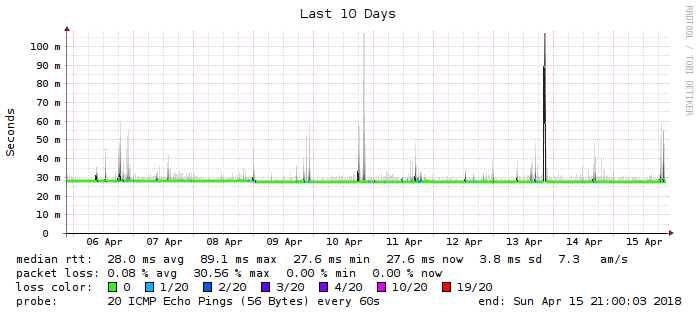 Last 10 Days
RRDTOOL / TOBI OETIKER
Seconds
100 m
90 m
80 m
70 m
60 m
50 m
40 m
30 m
20 m
10 m
0
06 Apr 07 Apr 08 Apr 09 Apr 10 Apr 11 Apr 12 Apr 13 Apr 14 Apr 15 Apr
median rtt: 28.0 ms avg 89.1 ms max 27.6 ms min 27.6 ms now 3.8 ms sd 7.3 am/s
packet loss: 0.08 % avg 30.56 % max 0.00 % min 0.00 % now
loss color: 0 1/20 2/20 3/20 4/20 10/20 19/20
probe: 20 ICMP Echo Pings (56 Bytes) every 60s end: Sun Apr 15 21:00:03 2018